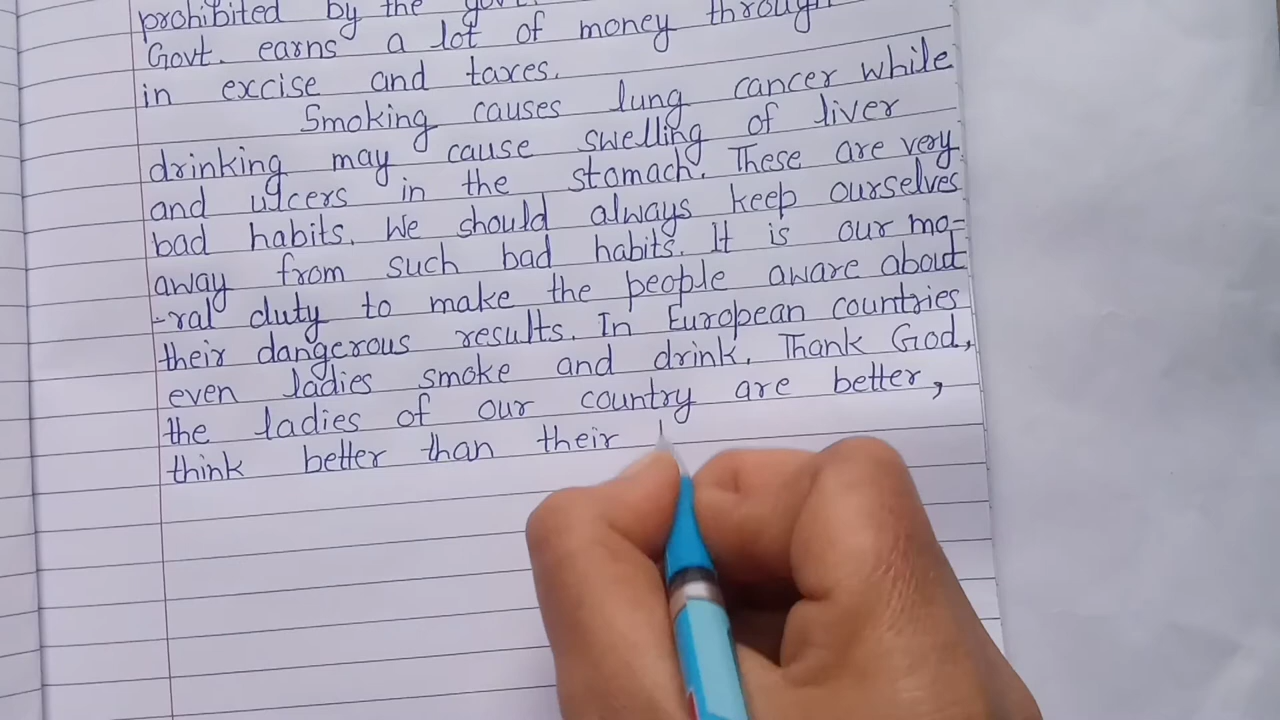 prohibited by the govt.
Govt. earns a lot of money through
in excise and taxes.
Smoking causes lung cancer while
drinking may cause swelling of liver
and ulcers in the stomach. These are very
bad habits. We should always keep ourselves
away from such bad habits. It is our mo-
-ral duty to make the people aware about
their dangerous results. In European countries
even ladies smoke and drink. Thank God,
the ladies of our country are better,
think better than their